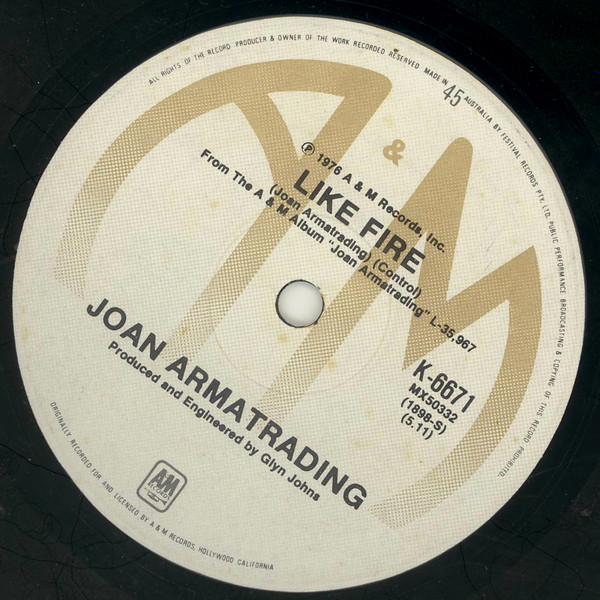 ALL RIGHTS OF THE RECORD PRODUCER & OWNER OF THE WORK RECORDED RESERVED. MADE IN AUSTRALIA BY FESTIVAL RECORDS PTY. LTD. PUBLIC PERFORMANCE BROADCASTING & COPYING OF THIS RECORD PROHIBITED.
45
&
℗ 1976 A & M Records, Inc.
LIKE FIRE
(Joan Armatrading) (Control)
From The A & M Album "Joan Armatrading" L-35,967
K-6671
MX50332
(1898-S)
(5.11)
JOAN ARMATRADING
Produced and Engineered by Glyn Johns
AM
RECORDS
ORIGINALLY RECORDED FOR AND LICENSED BY A & M RECORDS, HOLLYWOOD CALIFORNIA